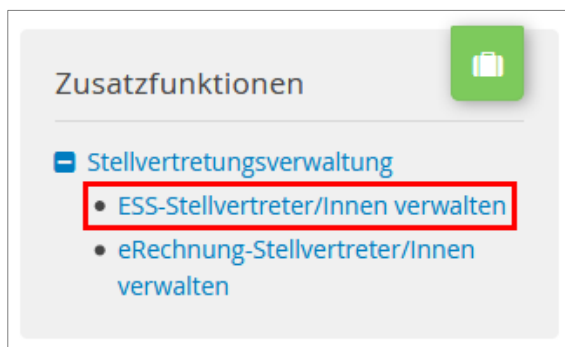 Zusatzfunktionen
Stellvertretungsverwaltung
ESS-Stellvertreter/Innen verwalten
eRechnung-Stellvertreter/Innen
verwalten